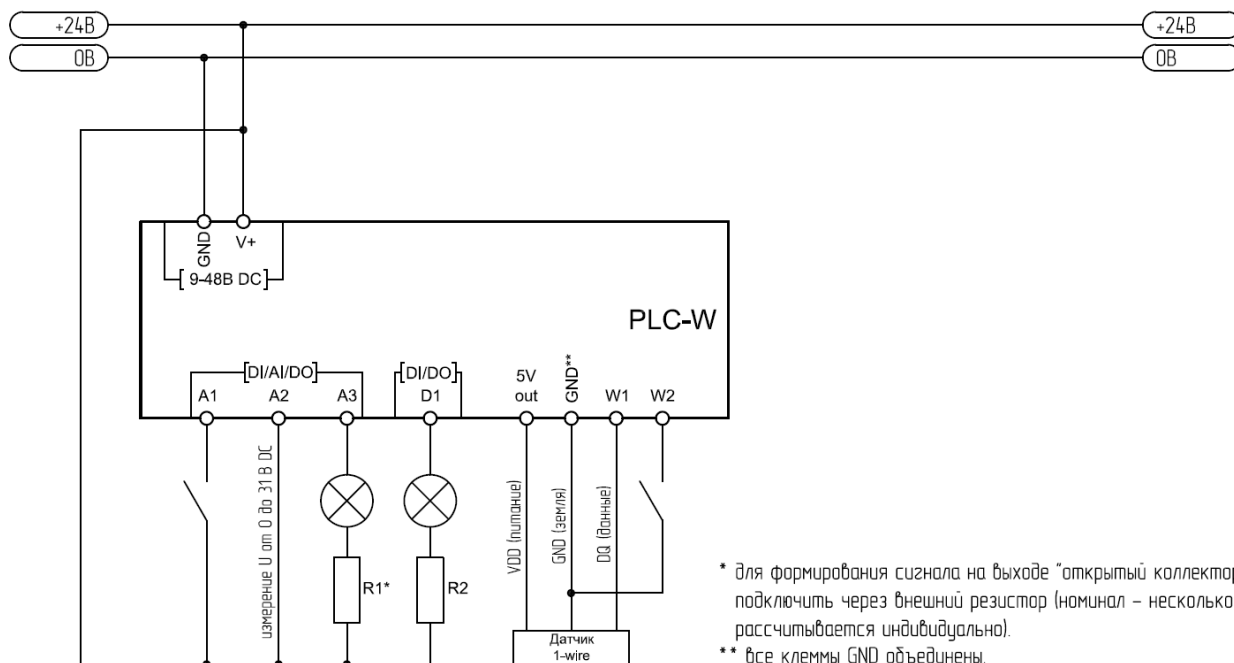 +24В
+24В
0В
0В
GND
V+
9-48В DC
PLC-W
DI/AI/DO
DI/DO
5V
out
GND**
A1
A2
A3
D1
W1
W2
измерение U от 0 до 31 В DC
VDD (питание)
GND (земля)
DQ (данные)
R1*
R2
Датчик
1-wire
* для формирования сигнала на выходе "открытый коллектор
подключить через внешний резистор (номинал – несколько
рассчитывается индивидуально).
** все клеммы GND объединены.